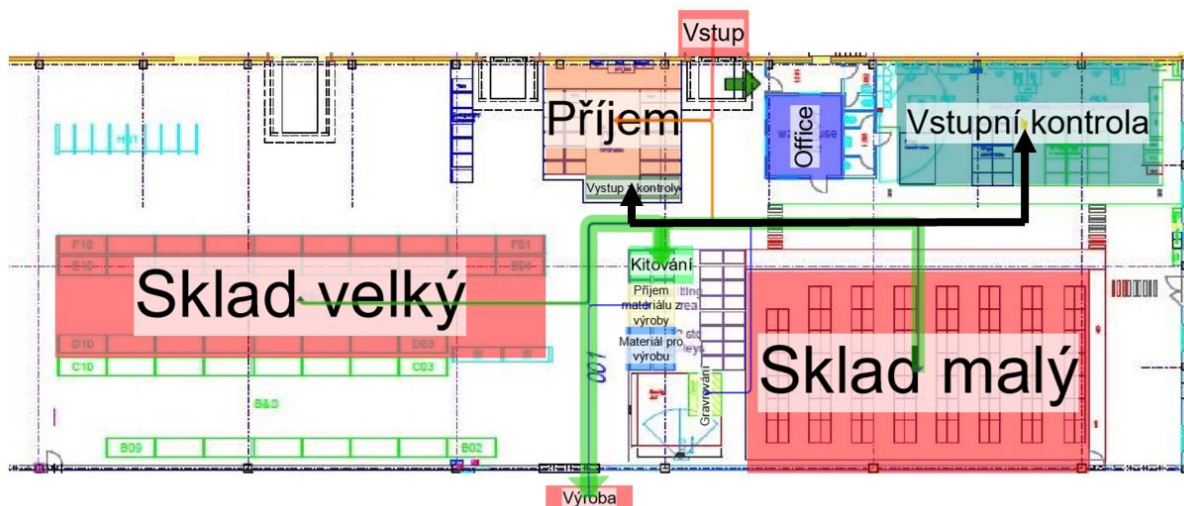 Vstup
Příjem
Office
Vstupní kontrola
Vystup z kontroly
F10
F01
E10
E01
Sklad velký
Kitování
Příjem
materiálu z
výroby
Materiál pro
výrobu
Gravírování
Sklad malý
D10
D03
C10
C03
001
B09
B02
Výroba